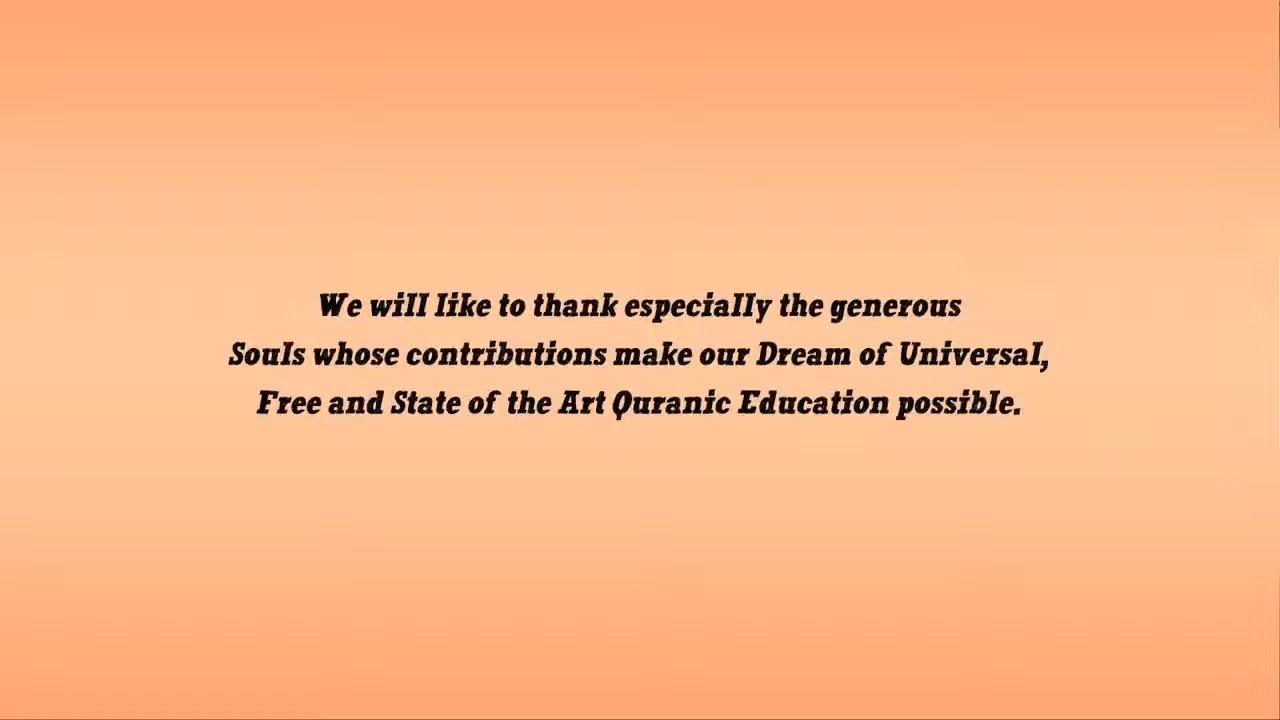 We will like to thank especially the generous
Souls whose contributions make our Dream of Universal,
Free and State of the Art Quranic Education possible.